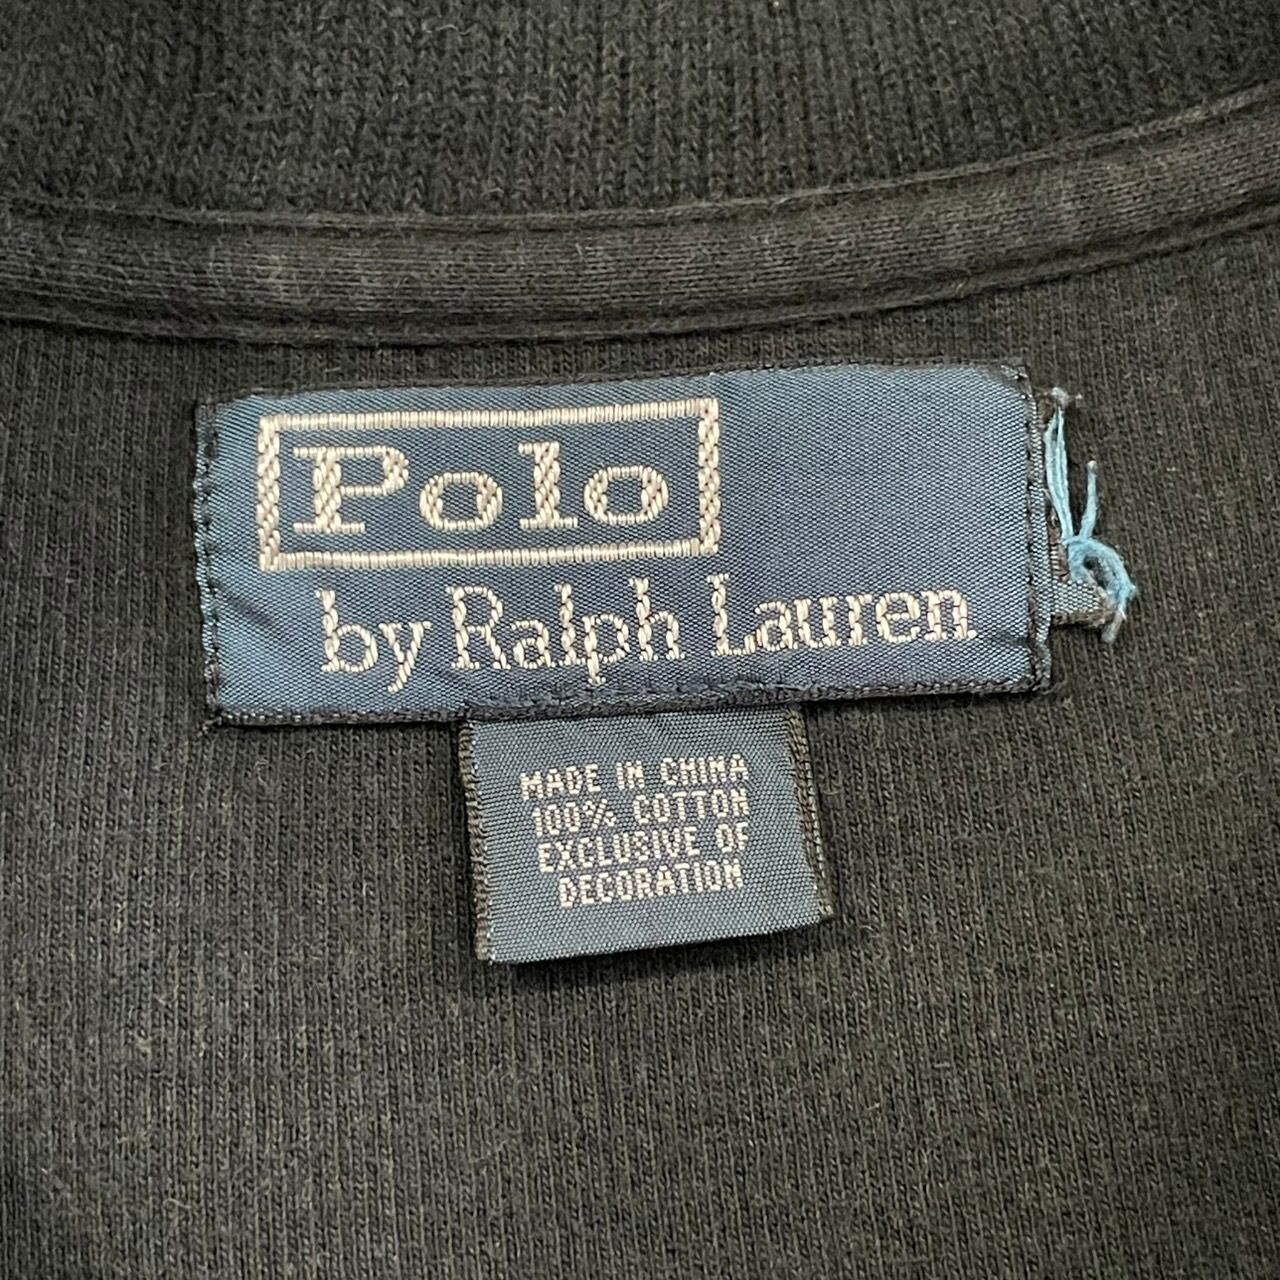 Polo
by Ralph Lauren
MADE IN CHINA
100% COTTON
EXCLUSIVE OF
DECORATION